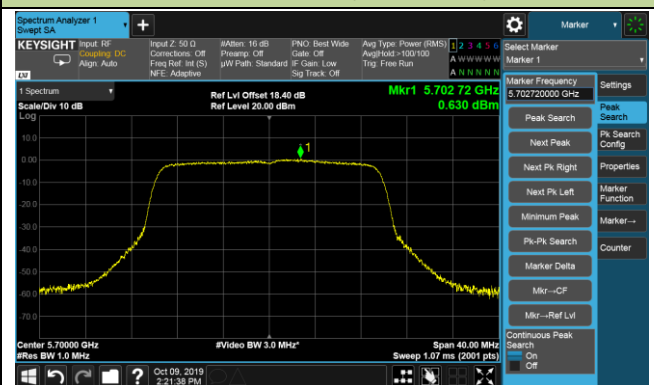 Spectrum Analyzer 1
Swept SA
Marker
KEYSIGHT
Input: RF
Coupling: DC
Align: Auto
Input Z: 50 Ω
Corrections: Off
Freq Ref: Int (S)
NFE: Adaptive
#Atten: 16 dB
Preamp: Off
µW Path: Standard
PNO: Best Wide
Gate: Off
IF Gain: Low
Sig Track: Off
Avg Type: Power (RMS)
Avg|Hold >100/100
Trig: Free Run
1 2 3 4 5 6
A W W W W W
A N N N N N
LXI
Select Marker
Marker 1
1 Spectrum
Scale/Div 10 dB
Ref Lvl Offset 18.40 dB
Ref Level 20.00 dBm
Mkr1 5.702 72 GHz
0.630 dBm
Log
10.0
0.00
-10.0
-20.0
-30.0
-40.0
-50.0
-60.0
-70.0
1
Center 5.70000 GHz
#Res BW 1.0 MHz
#Video BW 3.0 MHz*
Span 40.00 MHz
Sweep 1.07 ms (2001 pts)
Marker Frequency
5.702720000 GHz
Peak Search
Next Peak
Next Pk Right
Next Pk Left
Minimum Peak
Pk-Pk Search
Marker Delta
Mkr→CF
Mkr→Ref Lvl
Continuous Peak
Search
On
Off
Settings
Peak
Search
Pk Search
Config
Properties
Marker
Function
Marker→
Counter
?
Oct 09, 2019
2:21:38 PM